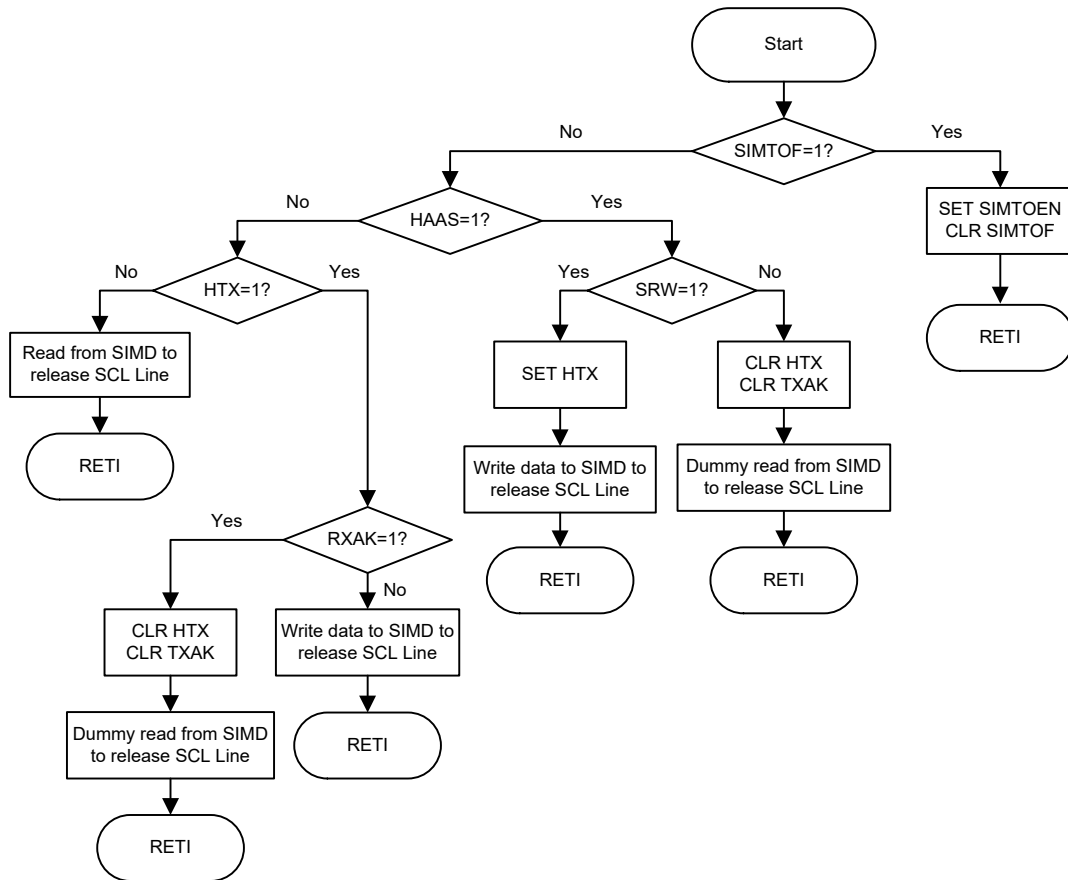 Start
No
Yes
SIMTOF=1?
No
HAAS=1?
Yes
SET SIMTOEN
CLR SIMTOF
No
HTX=1?
Yes
Yes
SRW=1?
No
RETI
Read from SIMD to
release SCL Line
SET HTX
CLR HTX
CLR TXAK
RETI
Write data to SIMD to
release SCL Line
Dummy read from SIMD
to release SCL Line
Yes
RXAK=1?
RETI
RETI
No
CLR HTX
CLR TXAK
Write data to SIMD to
release SCL Line
Dummy read from SIMD
to release SCL Line
RETI
RETI